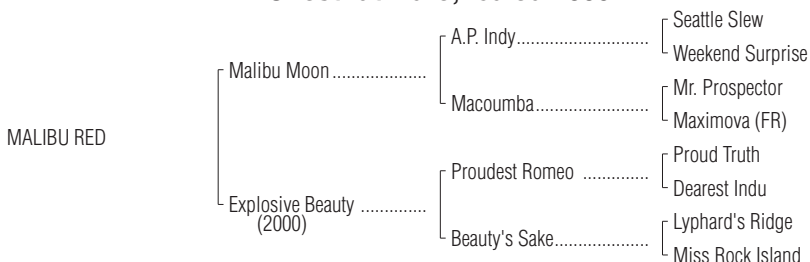 Seattle Slew
A.P. Indy
Weekend Surprise
Malibu Moon
Mr. Prospector
Macoumba
Maximova (FR)
MALIBU RED
Proud Truth
Proudest Romeo
Dearest Indu
Explosive Beauty
(2000)
Lyphard's Ridge
Beauty's Sake
Miss Rock Island